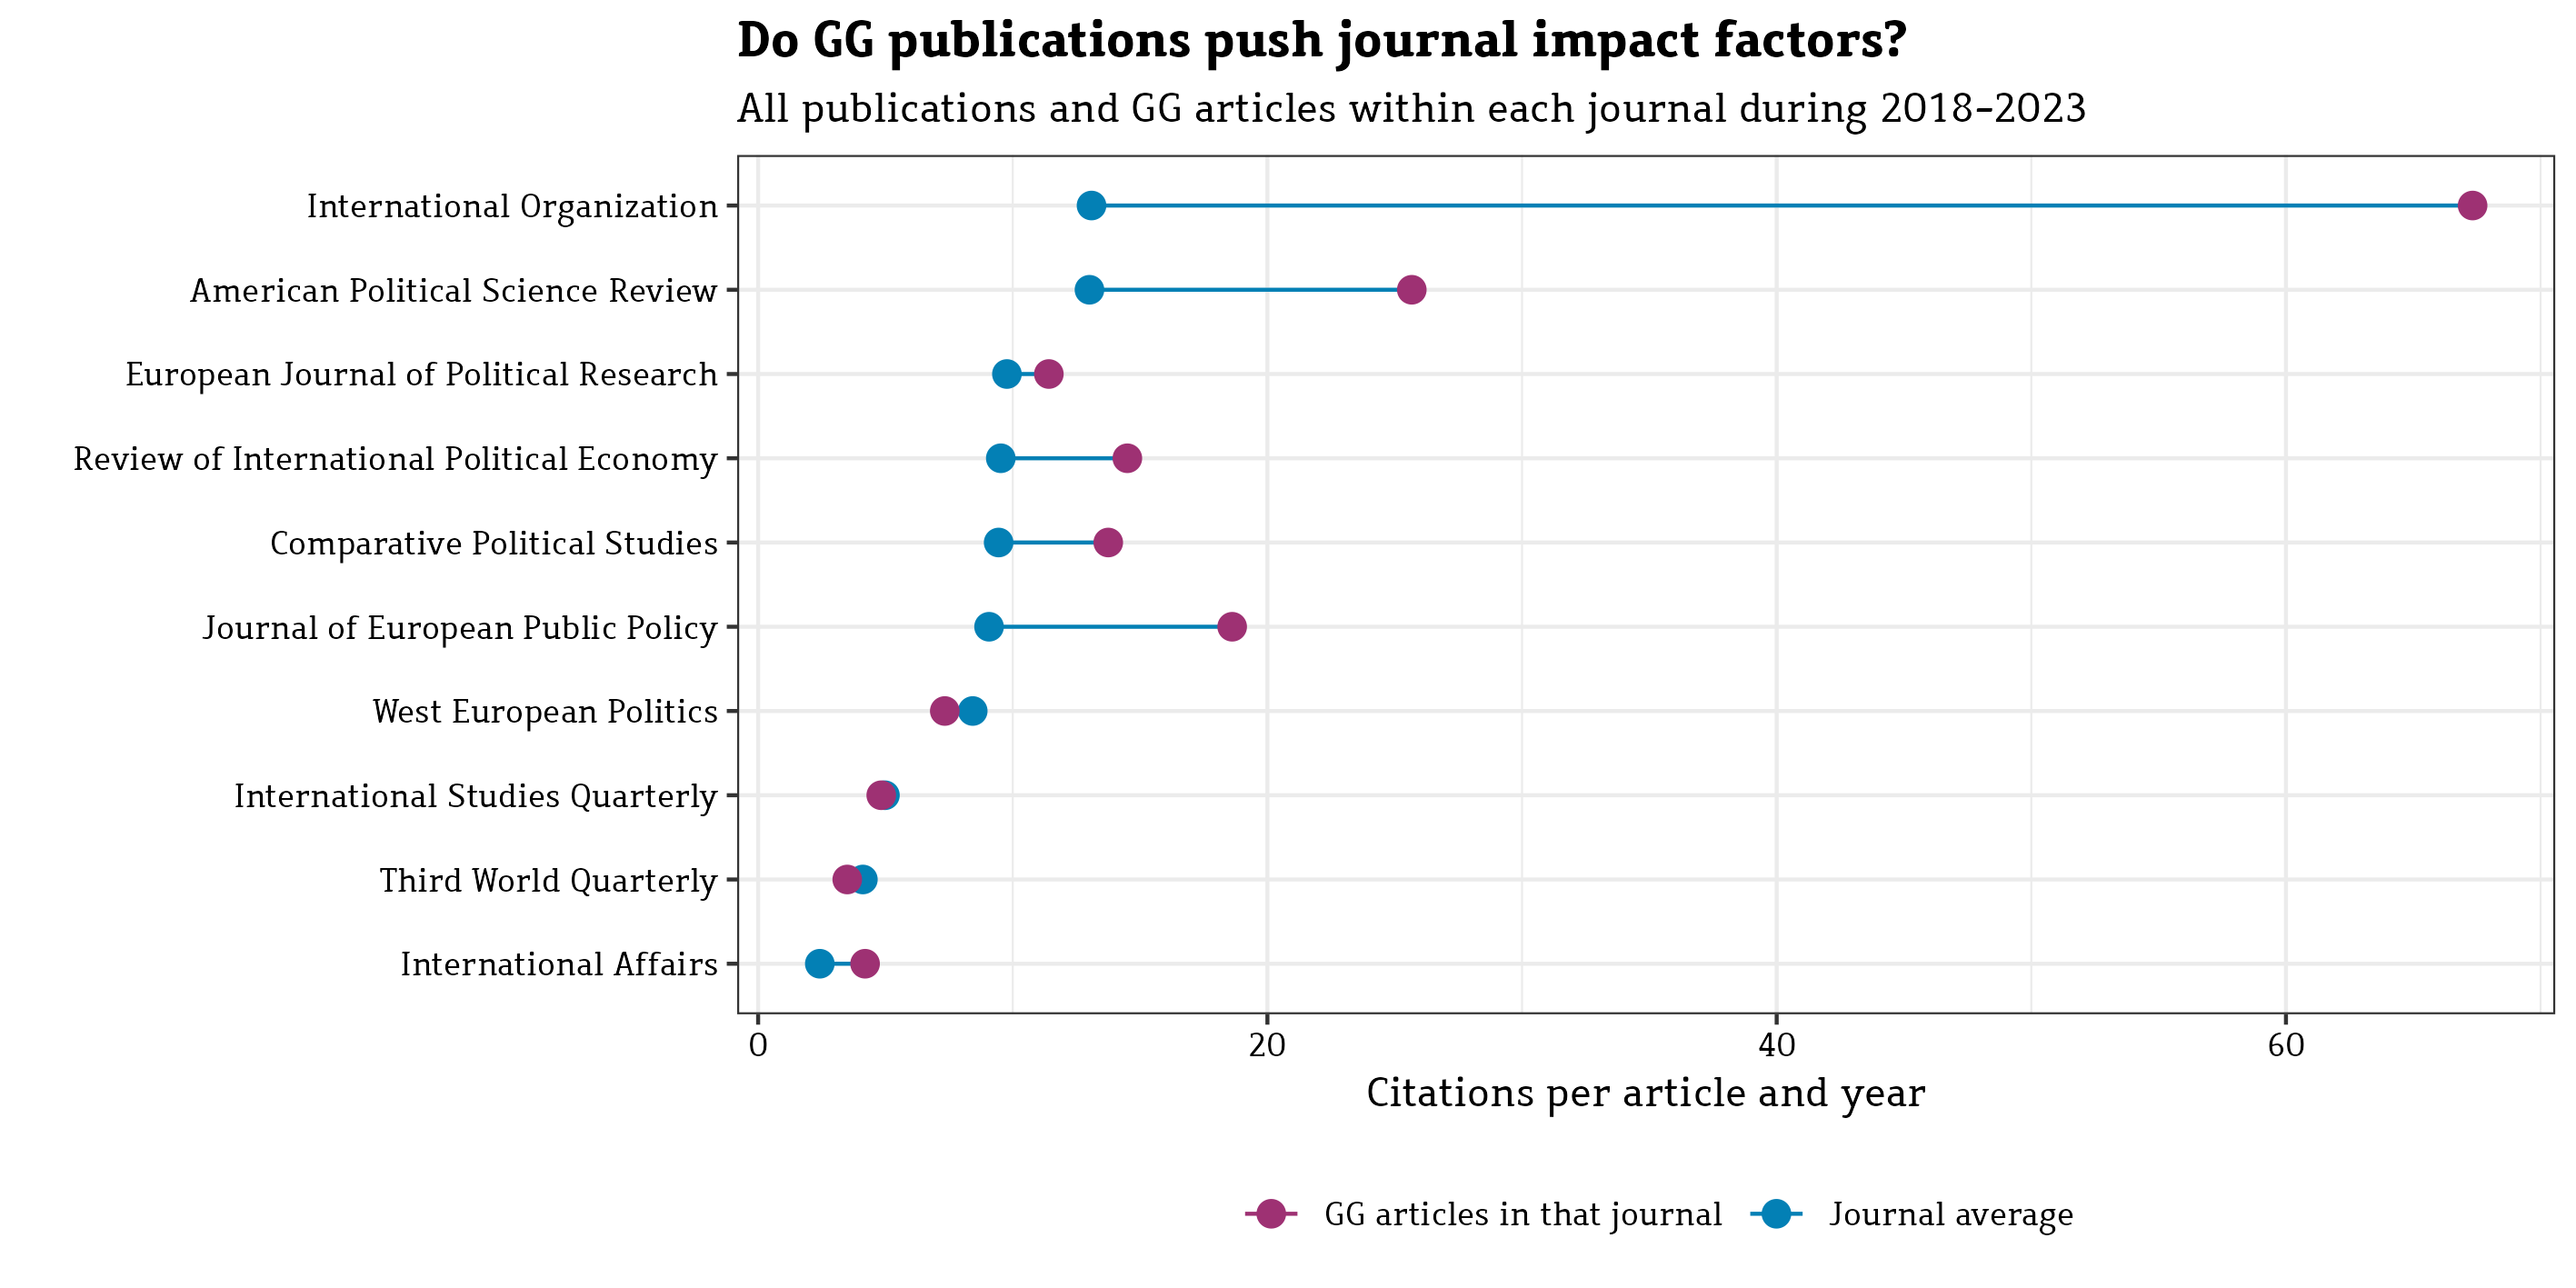 Do GG publications push journal impact factors?
All publications and GG articles within each journal during 2018-2023
International Organization
American Political Science Review
European Journal of Political Research
Review of International Political Economy
Comparative Political Studies
Journal of European Public Policy
West European Politics
International Studies Quarterly
Third World Quarterly
International Affairs
0 20 40 60
Citations per article and year
GG articles in that journal Journal average